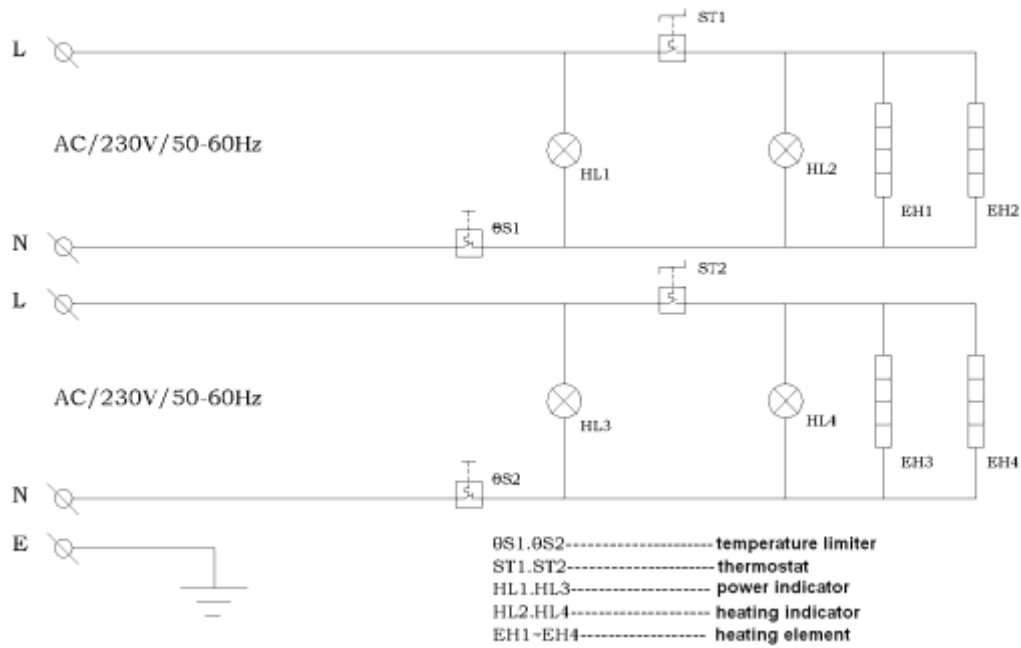 ST1
L
AC/230V/50-60Hz
HL1
HL2
EH1
EH2
θS1
N
ST2
L
AC/230V/50-60Hz
HL3
HL4
EH3
EH4
θS2
N
E
θS1.θS2---------------------temperature limiter
ST1.ST2---------------------thermostat
HL1.HL3-------------------- power indicator
HL2.HL4-------------------- heating indicator
EH1~EH4------------------ heating element